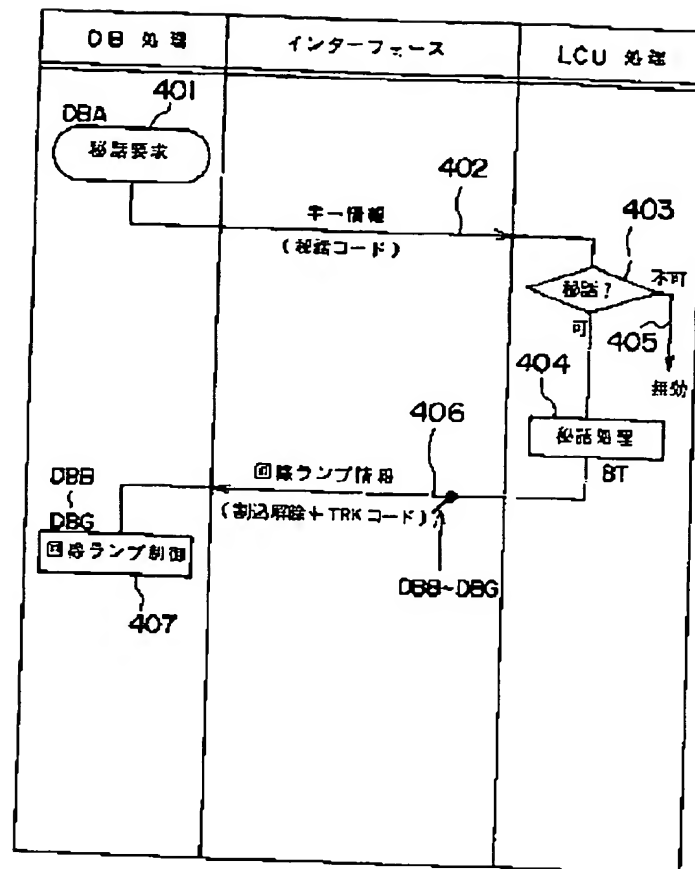 DB 処理
インターフェース
LCU 処理
DBA
401
秘話要求
402
キー情報
(秘話コード)
403
秘話?
不可
可
405
無効
404
秘話処理
BT
406
回線ランプ情報
(割込解除+TRKコード)
DBB~DBG
DBB
~
DBG
回線ランプ制御
407